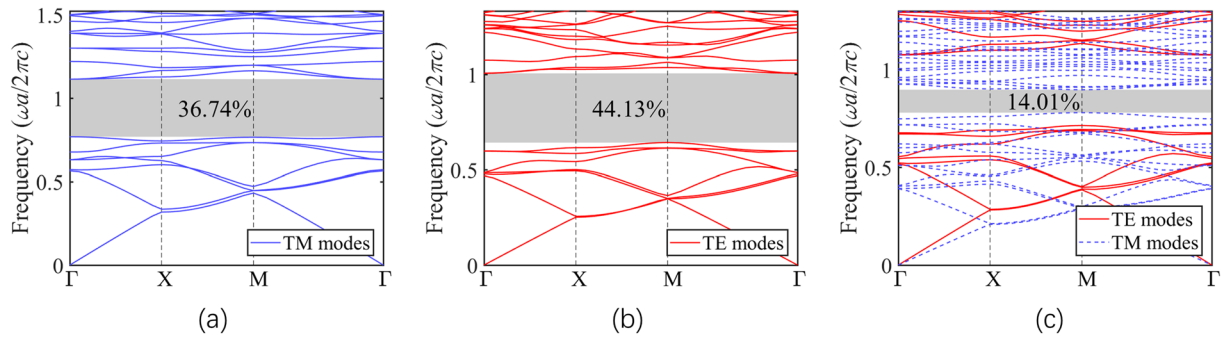 1.5
1
0.5
0
Frequency (ωa/2πc)
36.74%
TM modes
Γ X M Γ
(a)
1
0.5
0
Frequency (ωa/2πc)
44.13%
TE modes
Γ X M Γ
(b)
1
0.5
0
Frequency (ωa/2πc)
14.01%
TE modes
TM modes
Γ X M Γ
(c)